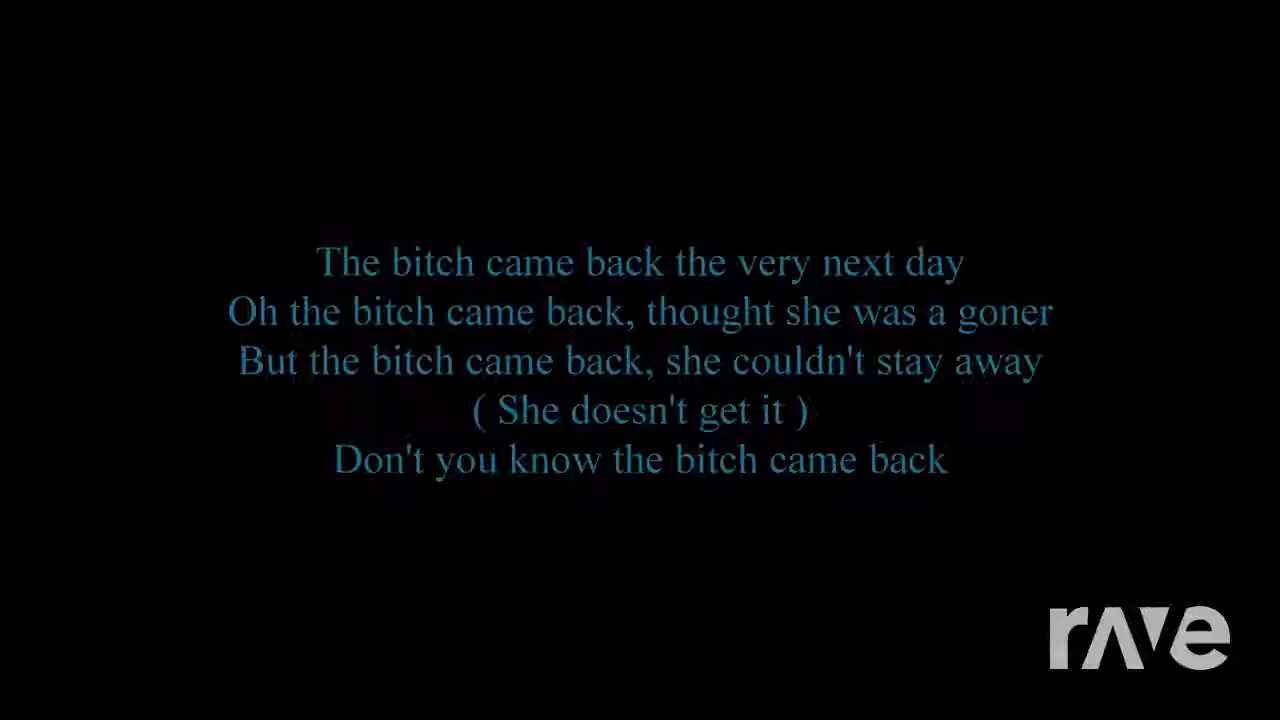 The bitch came back the very next day
Oh the bitch came back, thought she was a goner
But the bitch came back, she couldn't stay away
( She doesn't get it )
Don't you know the bitch came back
rave